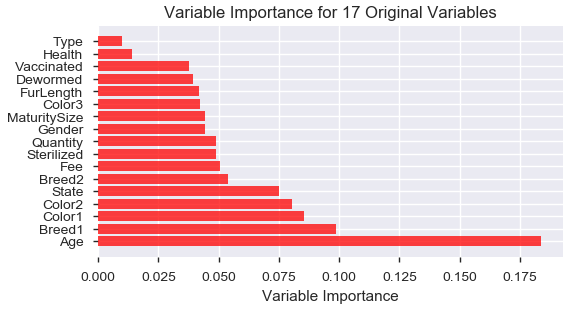 Variable Importance for 17 Original Variables
Type
Health
Vaccinated
Dewormed
FurLength
Color3
MaturitySize
Gender
Quantity
Sterilized
Fee
Breed2
State
Color2
Color1
Breed1
Age
0.000 0.025 0.050 0.075 0.100 0.125 0.150 0.175
Variable Importance